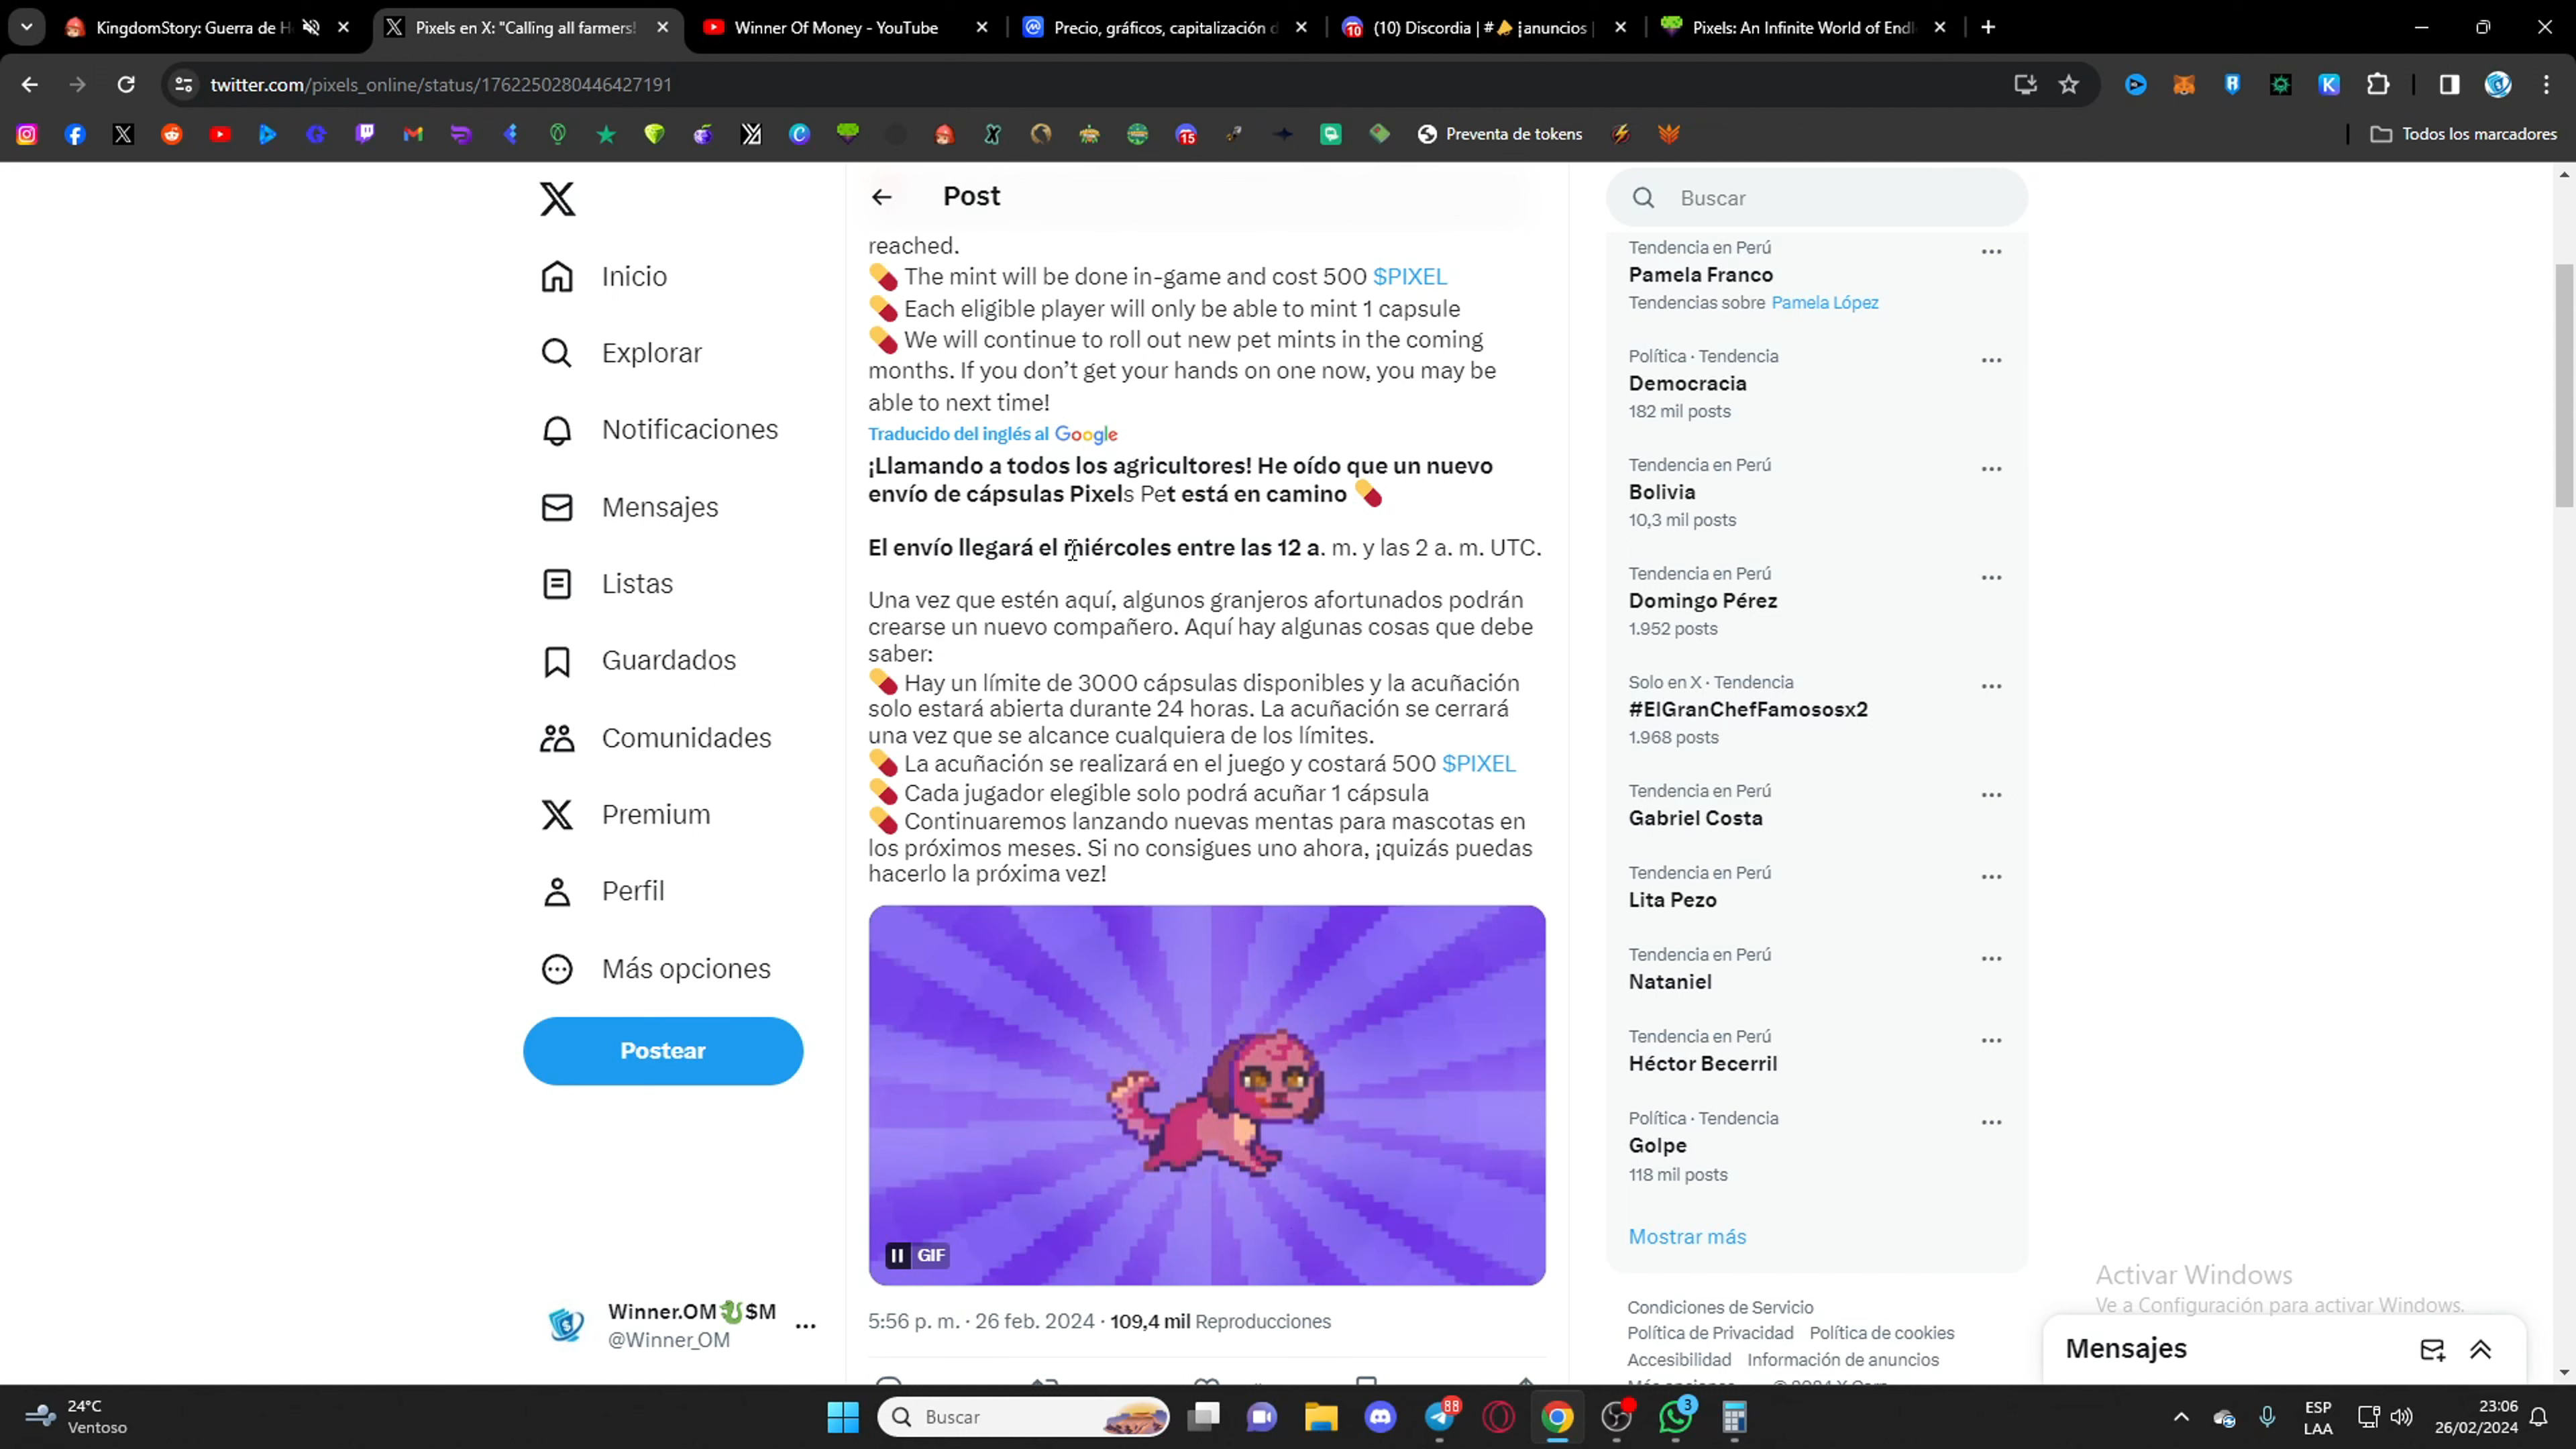 KingdomStory: Guerra de H
Pixels en X: "Calling all farmers!
Winner Of Money - YouTube
Precio, gráficos, capitalización d
(10) Discordia | #📣 ¡anuncios |
Pixels: An Infinite World of Endl
twitter.com/pixels_online/status/1762250280446427191
Preventa de tokens
Todos los marcadores
Inicio
Explorar
Notificaciones
Mensajes
Listas
Guardados
Comunidades
Premium
Perfil
Más opciones
Postear
Winner.OM🐉$M
@Winner_OM
Post
reached.
💊 The mint will be done in-game and cost 500 $PIXEL
💊 Each eligible player will only be able to mint 1 capsule
💊 We will continue to roll out new pet mints in the coming
months. If you don't get your hands on one now, you may be
able to next time!
Traducido del inglés al Google
¡Llamando a todos los agricultores! He oído que un nuevo
envío de cápsulas Pixels Pet está en camino 💊
El envío llegará el miércoles entre las 12 a. m. y las 2 a. m. UTC.
Una vez que estén aquí, algunos granjeros afortunados podrán
crearse un nuevo compañero. Aquí hay algunas cosas que debe
saber:
💊 Hay un límite de 3000 cápsulas disponibles y la acuñación
solo estará abierta durante 24 horas. La acuñación se cerrará
una vez que se alcance cualquiera de los límites.
💊 La acuñación se realizará en el juego y costará 500 $PIXEL
💊 Cada jugador elegible solo podrá acuñar 1 cápsula
💊 Continuaremos lanzando nuevas mentas para mascotas en
los próximos meses. Si no consigues uno ahora, ¡quizás puedas
hacerlo la próxima vez!
GIF
5:56 p. m. · 26 feb. 2024 · 109,4 mil Reproducciones
Buscar
Tendencia en Perú
Pamela Franco
Tendencias sobre Pamela López
Política · Tendencia
Democracia
182 mil posts
Tendencia en Perú
Bolivia
10,3 mil posts
Tendencia en Perú
Domingo Pérez
1.952 posts
Solo en X · Tendencia
#ElGranChefFamososx2
1.968 posts
Tendencia en Perú
Gabriel Costa
Tendencia en Perú
Lita Pezo
Tendencia en Perú
Nataniel
Tendencia en Perú
Héctor Becerril
Política · Tendencia
Golpe
118 mil posts
Mostrar más
Condiciones de Servicio
Política de Privacidad Política de cookies
Accesibilidad Información de anuncios
Activar Windows
Ve a Configuración para activar Windows.
Mensajes
24°C
Ventoso
Buscar
88
3
ESP
LAA
23:06
26/02/2024